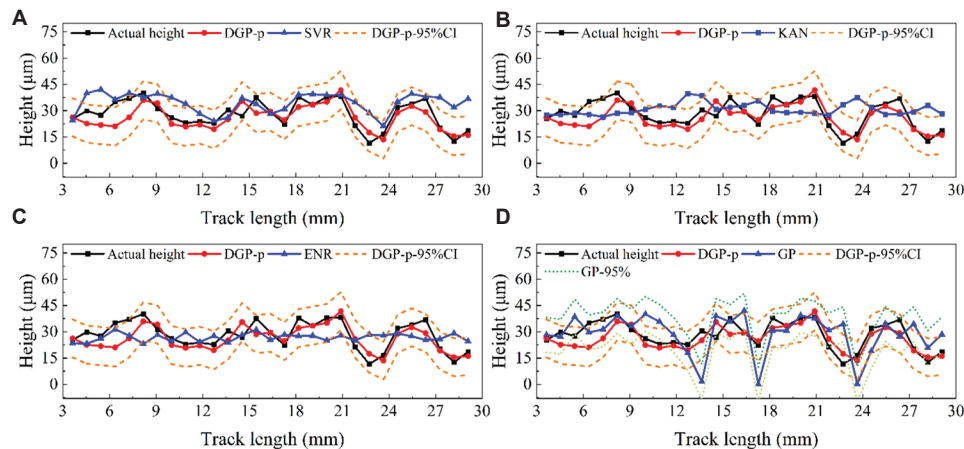 A
Actual height DGP-p SVR DGP-p-95%CI
75
60
45
30
15
0
Height (μm)
3 6 9 12 15 18 21 24 27 30
Track length (mm)
B
Actual height DGP-p KAN DGP-p-95%CI
75
60
45
30
15
0
Height (μm)
3 6 9 12 15 18 21 24 27 30
Track length (mm)
C
Actual height DGP-p ENR DGP-p-95%CI
75
60
45
30
15
0
Height (μm)
3 6 9 12 15 18 21 24 27 30
Track length (mm)
D
Actual height DGP-p GP DGP-p-95%CI
GP-95%
75
60
45
30
15
0
Height (μm)
3 6 9 12 15 18 21 24 27 30
Track length (mm)